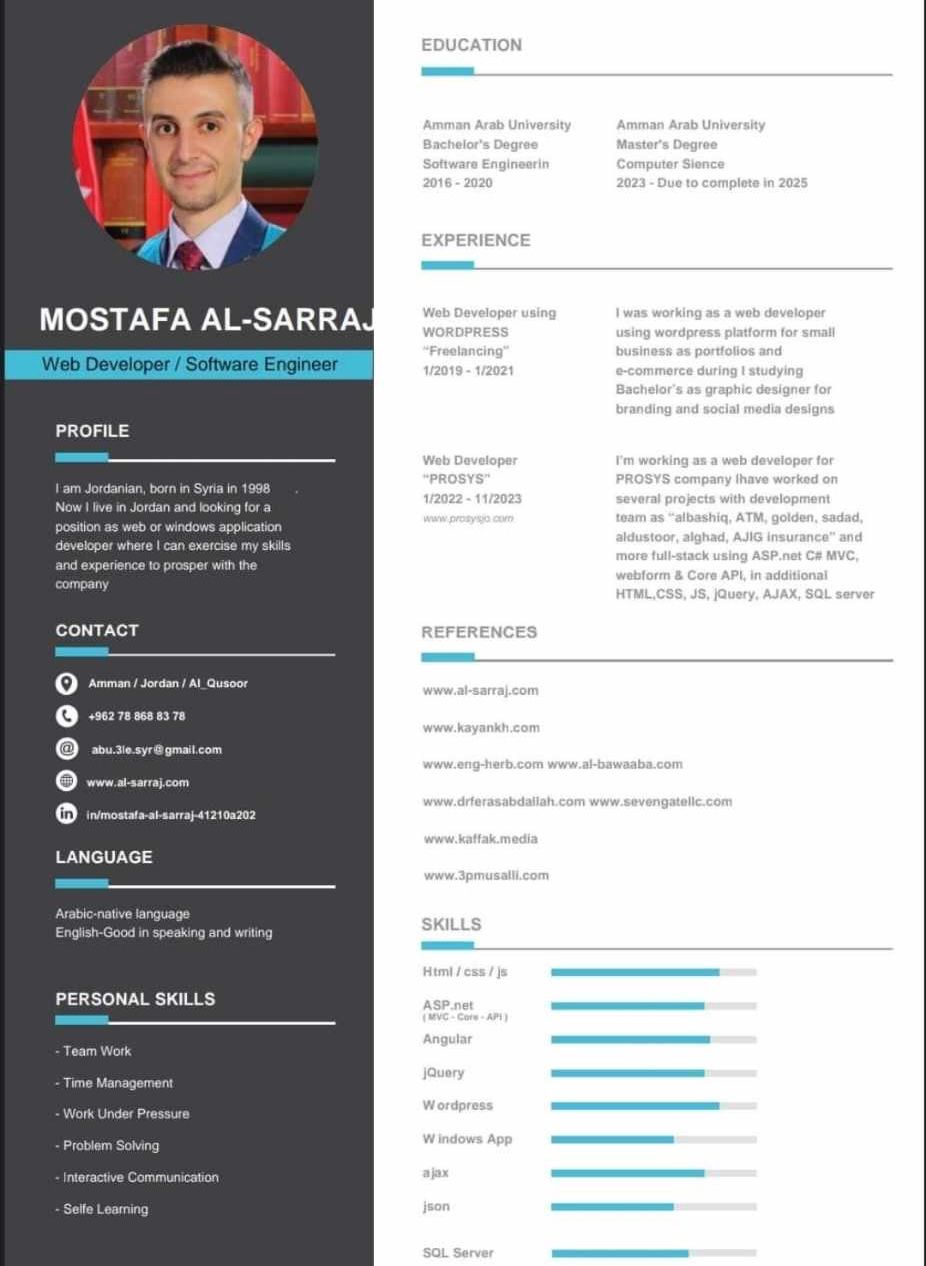 MOSTAFA AL-SARRAJ
Web Developer / Software Engineer
PROFILE
I am Jordanian, born in Syria in 1998 .
Now I live in Jordan and looking for a
position as web or windows application
developer where I can exercise my skills
and experience to prosper with the
company
CONTACT
Amman / Jordan / Al_Qusoor
+962 78 868 83 78
abu.3le.syr@gmail.com
www.al-sarraj.com
in/mostafa-al-sarraj-41210a202
LANGUAGE
Arabic-native language
English-Good in speaking and writing
PERSONAL SKILLS
- Team Work
- Time Management
- Work Under Pressure
- Problem Solving
- Interactive Communication
- Selfe Learning
EDUCATION
Amman Arab University
Bachelor's Degree
Software Engineerin
2016 - 2020
Amman Arab University
Master's Degree
Computer Sience
2023 - Due to complete in 2025
EXPERIENCE
Web Developer using
WORDPRESS
“Freelancing”
1/2019 - 1/2021
I was working as a web developer
using wordpress platform for small
business as portfolios and
e-commerce during I studying
Bachelor's as graphic designer for
branding and social media designs
Web Developer
“PROSYS”
1/2022 - 11/2023
www.prosysjo.com
I'm working as a web developer for
PROSYS company Ihave worked on
several projects with development
team as “albashiq, ATM, golden, sadad,
aldustoor, alghad, AJIG insurance” and
more full-stack using ASP.net C# MVC,
webform & Core API, in additional
HTML,CSS, JS, jQuery, AJAX, SQL server
REFERENCES
www.al-sarraj.com
www.kayankh.com
www.eng-herb.com www.al-bawaaba.com
www.drferasabdallah.com www.sevengatellc.com
www.kaffak.media
www.3pmusalli.com
SKILLS
Html / css / js
ASP.net
( MVC - Core - API )
Angular
jQuery
Wordpress
Windows App
ajax
json
SQL Server